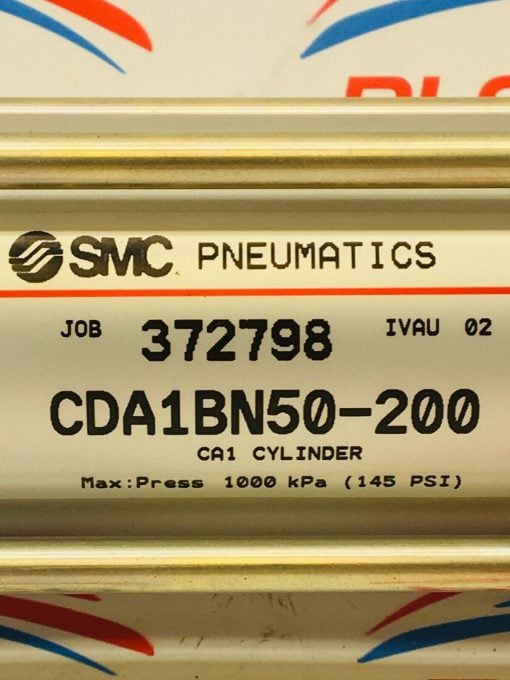 SMC PNEUMATICS
JOB 372798 IVAU 02
CDA1BN50-200
CA1 CYLINDER
Max:Press 1000 kPa (145 PSI)